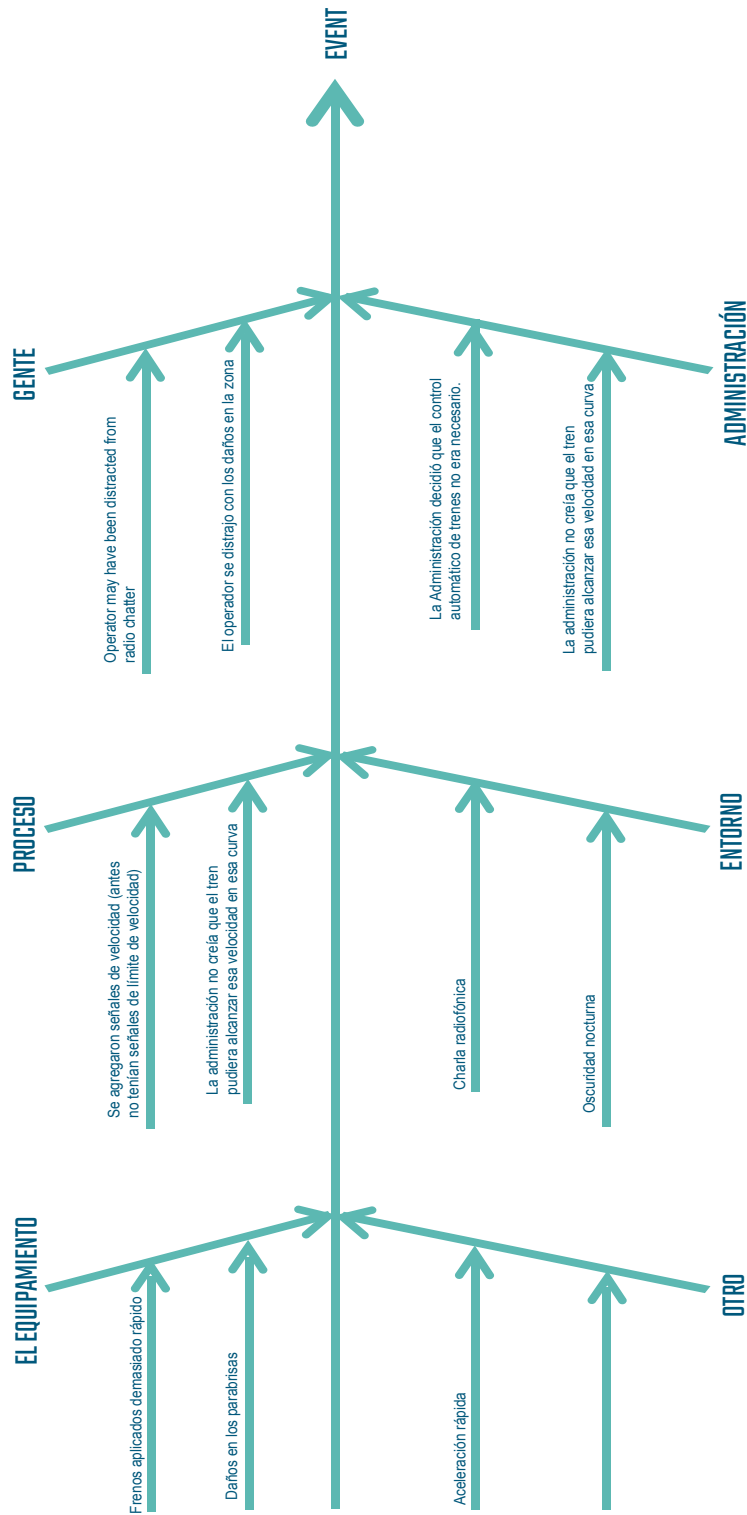 EL EQUIPAMIENTO
Frenos aplicados demasiado rápido
Daños en los parabrisas
PROCESO
Se agregaron señales de velocidad (antes
no tenían señales de límite de velocidad)
La administración no creía que el tren
pudiera alcanzar esa velocidad en esa curva
GENTE
Operator may have been distracted from
radio chatter
El operador se distrajo con los daños en la zona
EVENT
Aceleración rápida
OTRO
Charla radiofónica
Oscuridad nocturna
ENTORNO
La Administración decidió que el control
automático de trenes no era necesario.
La administración no creía que el tren
pudiera alcanzar esa velocidad en esa curva
ADMINISTRACIÓN